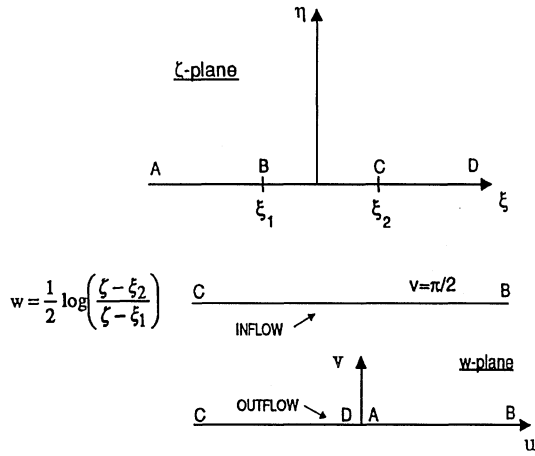 η
ζ-plane
A B C D
ξ₁ ξ₂ ξ
w = 1/2 log((ζ − ξ₂)/(ζ − ξ₁))
C v=π/2 B
INFLOW
v w-plane
OUTFLOW
C D A B
u